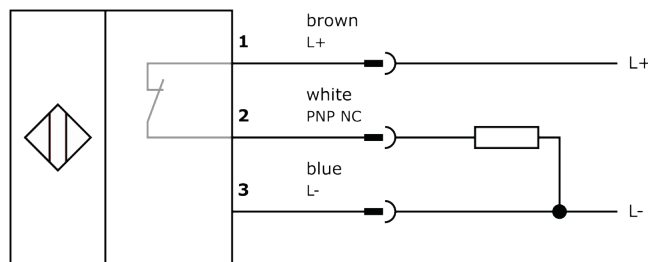 brown
1
L+
L+
white
2
PNP NC
blue
3
L-
L-